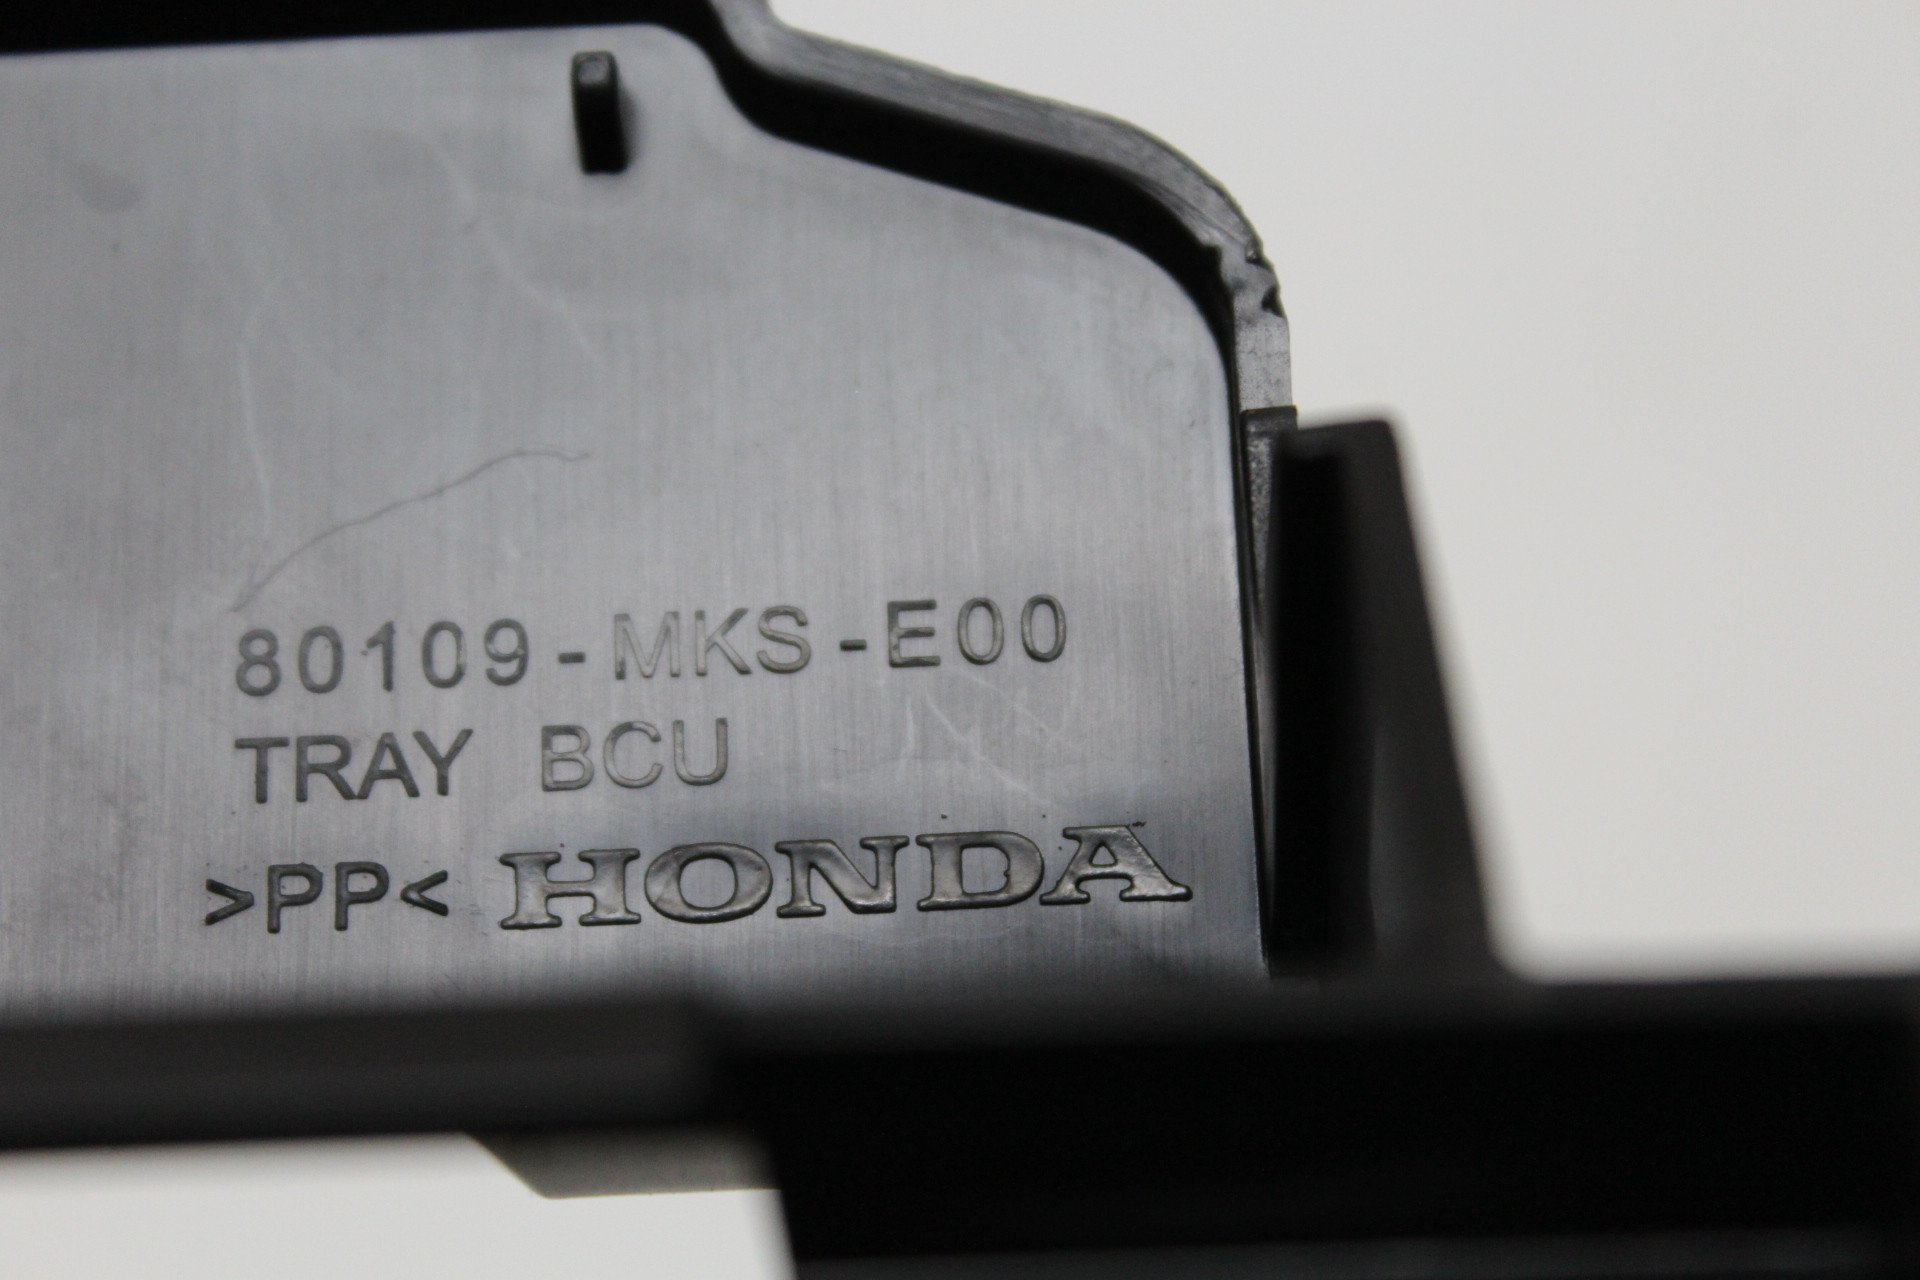 80109-MKS-E00
TRAY BCU
>PP< HONDA